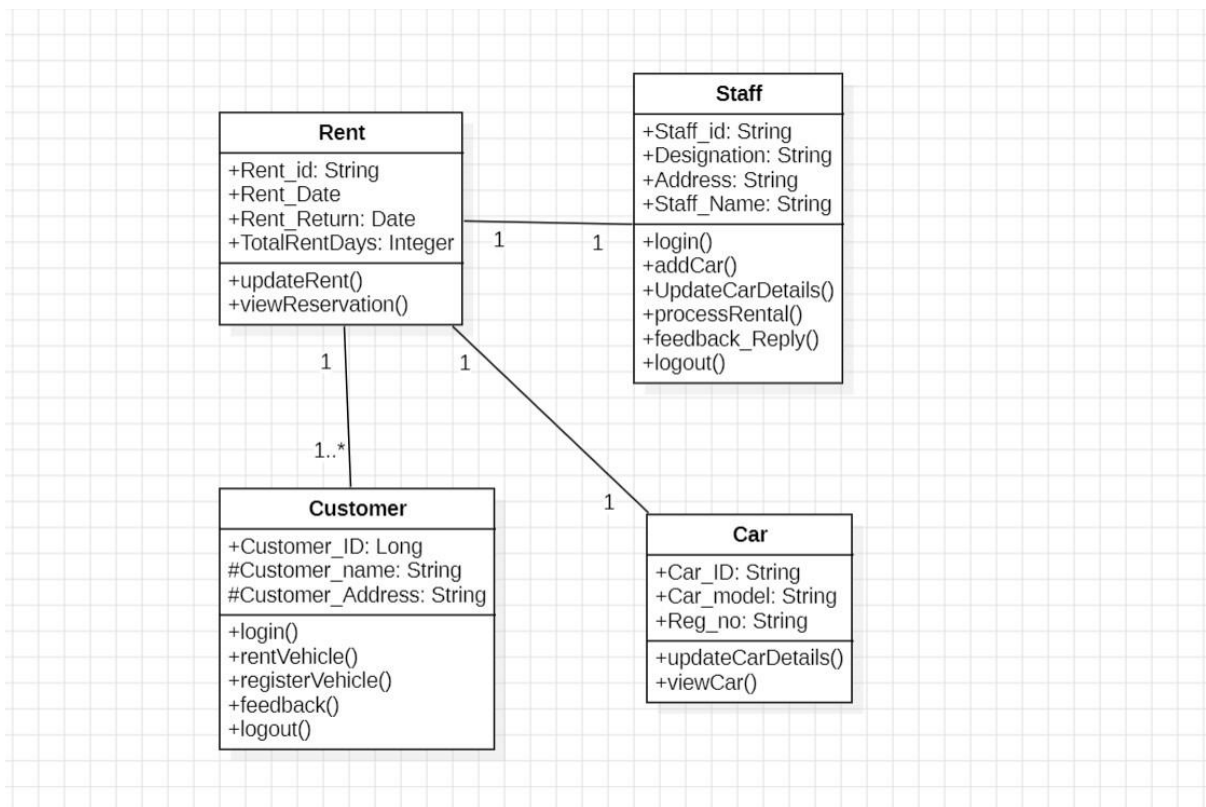 Rent
+Rent_id: String
+Rent_Date
+Rent_Return: Date
+TotalRentDays: Integer
+updateRent()
+viewReservation()
Staff
+Staff_id: String
+Designation: String
+Address: String
+Staff_Name: String
+login()
+addCar()
+UpdateCarDetails()
+processRental()
+feedback_Reply()
+logout()
1
1
1
1
1..*
1
Customer
+Customer_ID: Long
#Customer_name: String
#Customer_Address: String
+login()
+rentVehicle()
+registerVehicle()
+feedback()
+logout()
Car
+Car_ID: String
+Car_model: String
+Reg_no: String
+updateCarDetails()
+viewCar()